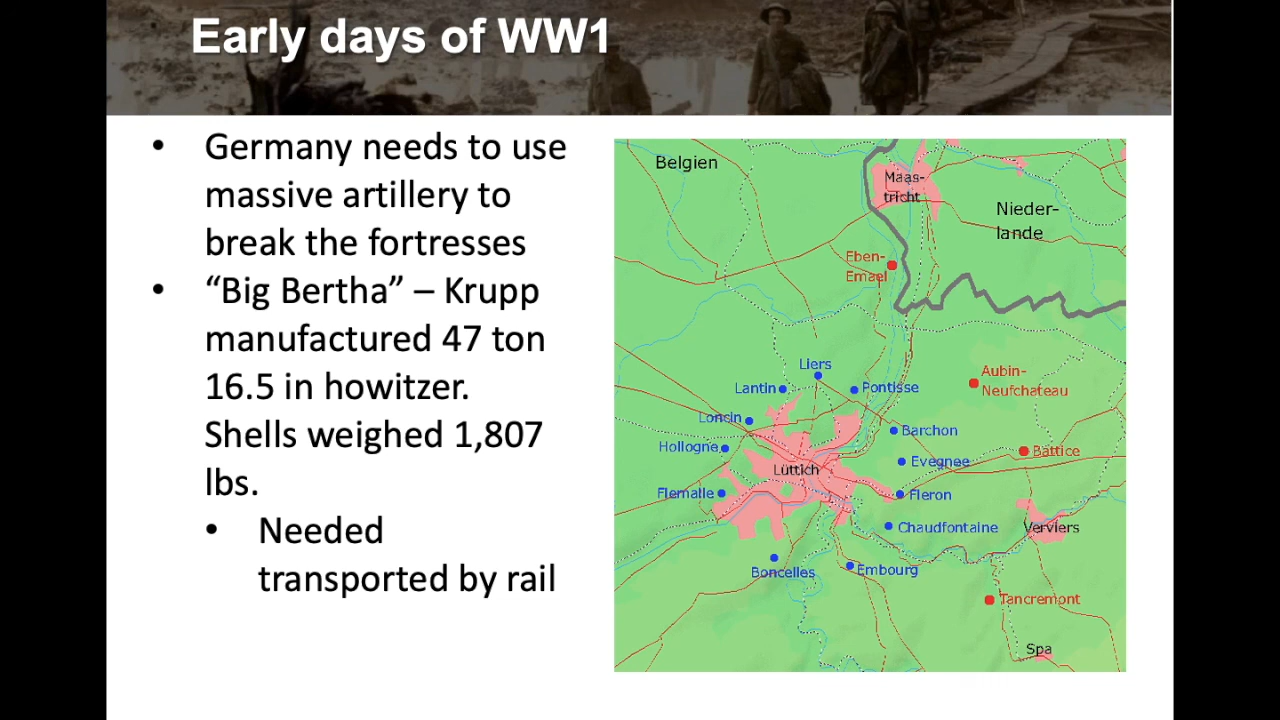 Early days of WW1
• Germany needs to use
massive artillery to
break the fortresses
• “Big Bertha” – Krupp
manufactured 47 ton
16.5 in howitzer.
Shells weighed 1,807
lbs.
• Needed
transported by rail
Belgien
Maas-
tricht
Nieder-
lande
Eben-
Emael
Liers
Lantin
Pontisse
Aubin-
Neufchateau
Loncin
Barchon
Hollogne
Evegnee
Battice
Lüttich
Flemalle
Fleron
Chaudfontaine
Verviers
Boncelles
Embourg
Tancremont
Spa